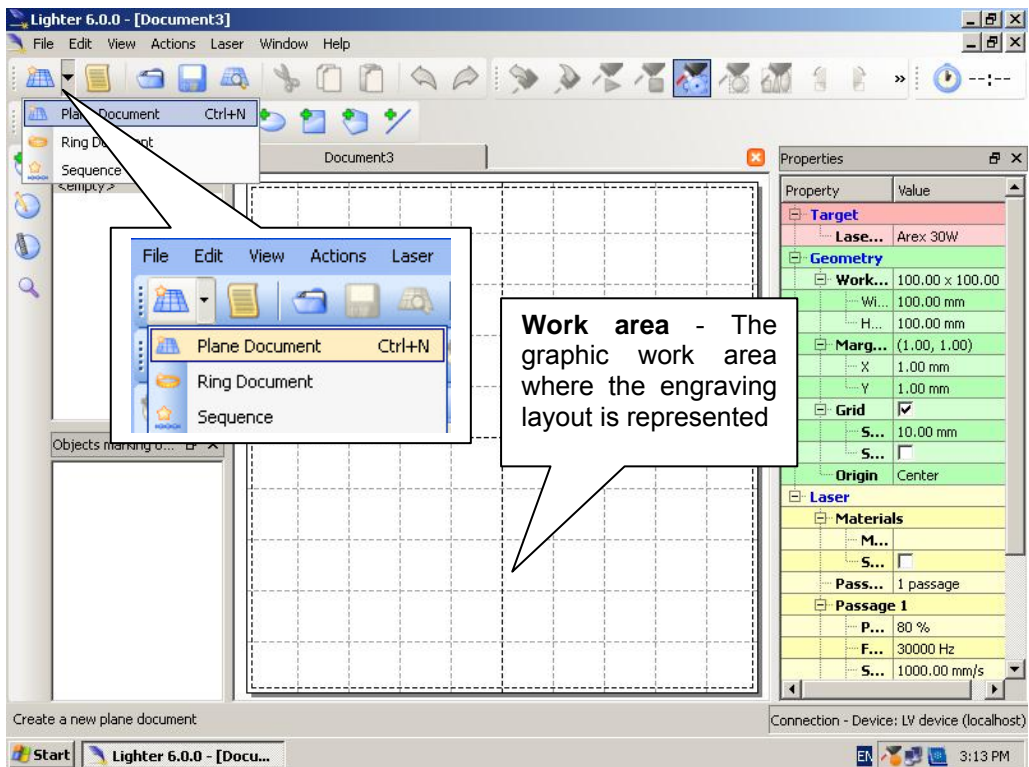 Lighter 6.0.0 - [Document3]
File Edit View Actions Laser Window Help
» --:--
Plane Document Ctrl+N
Ring Document
Sequence
Document3
<empty>
Properties
Property Value
Target
Lase... Arex 30W
Geometry
Work... 100.00 x 100.00
Wi... 100.00 mm
H... 100.00 mm
Marg... (1.00, 1.00)
X 1.00 mm
Y 1.00 mm
Grid
S... 10.00 mm
S...
Origin Center
Laser
Materials
M...
S...
Pass... 1 passage
Passage 1
P... 80 %
F... 30000 Hz
S... 1000.00 mm/s
File Edit View Actions Laser
Plane Document Ctrl+N
Ring Document
Sequence
Work area - The
graphic work area
where the engraving
layout is represented
Objects marking o...
Create a new plane document
Connection - Device: LV device (localhost)
Start Lighter 6.0.0 - [Docu...
EN 3:13 PM